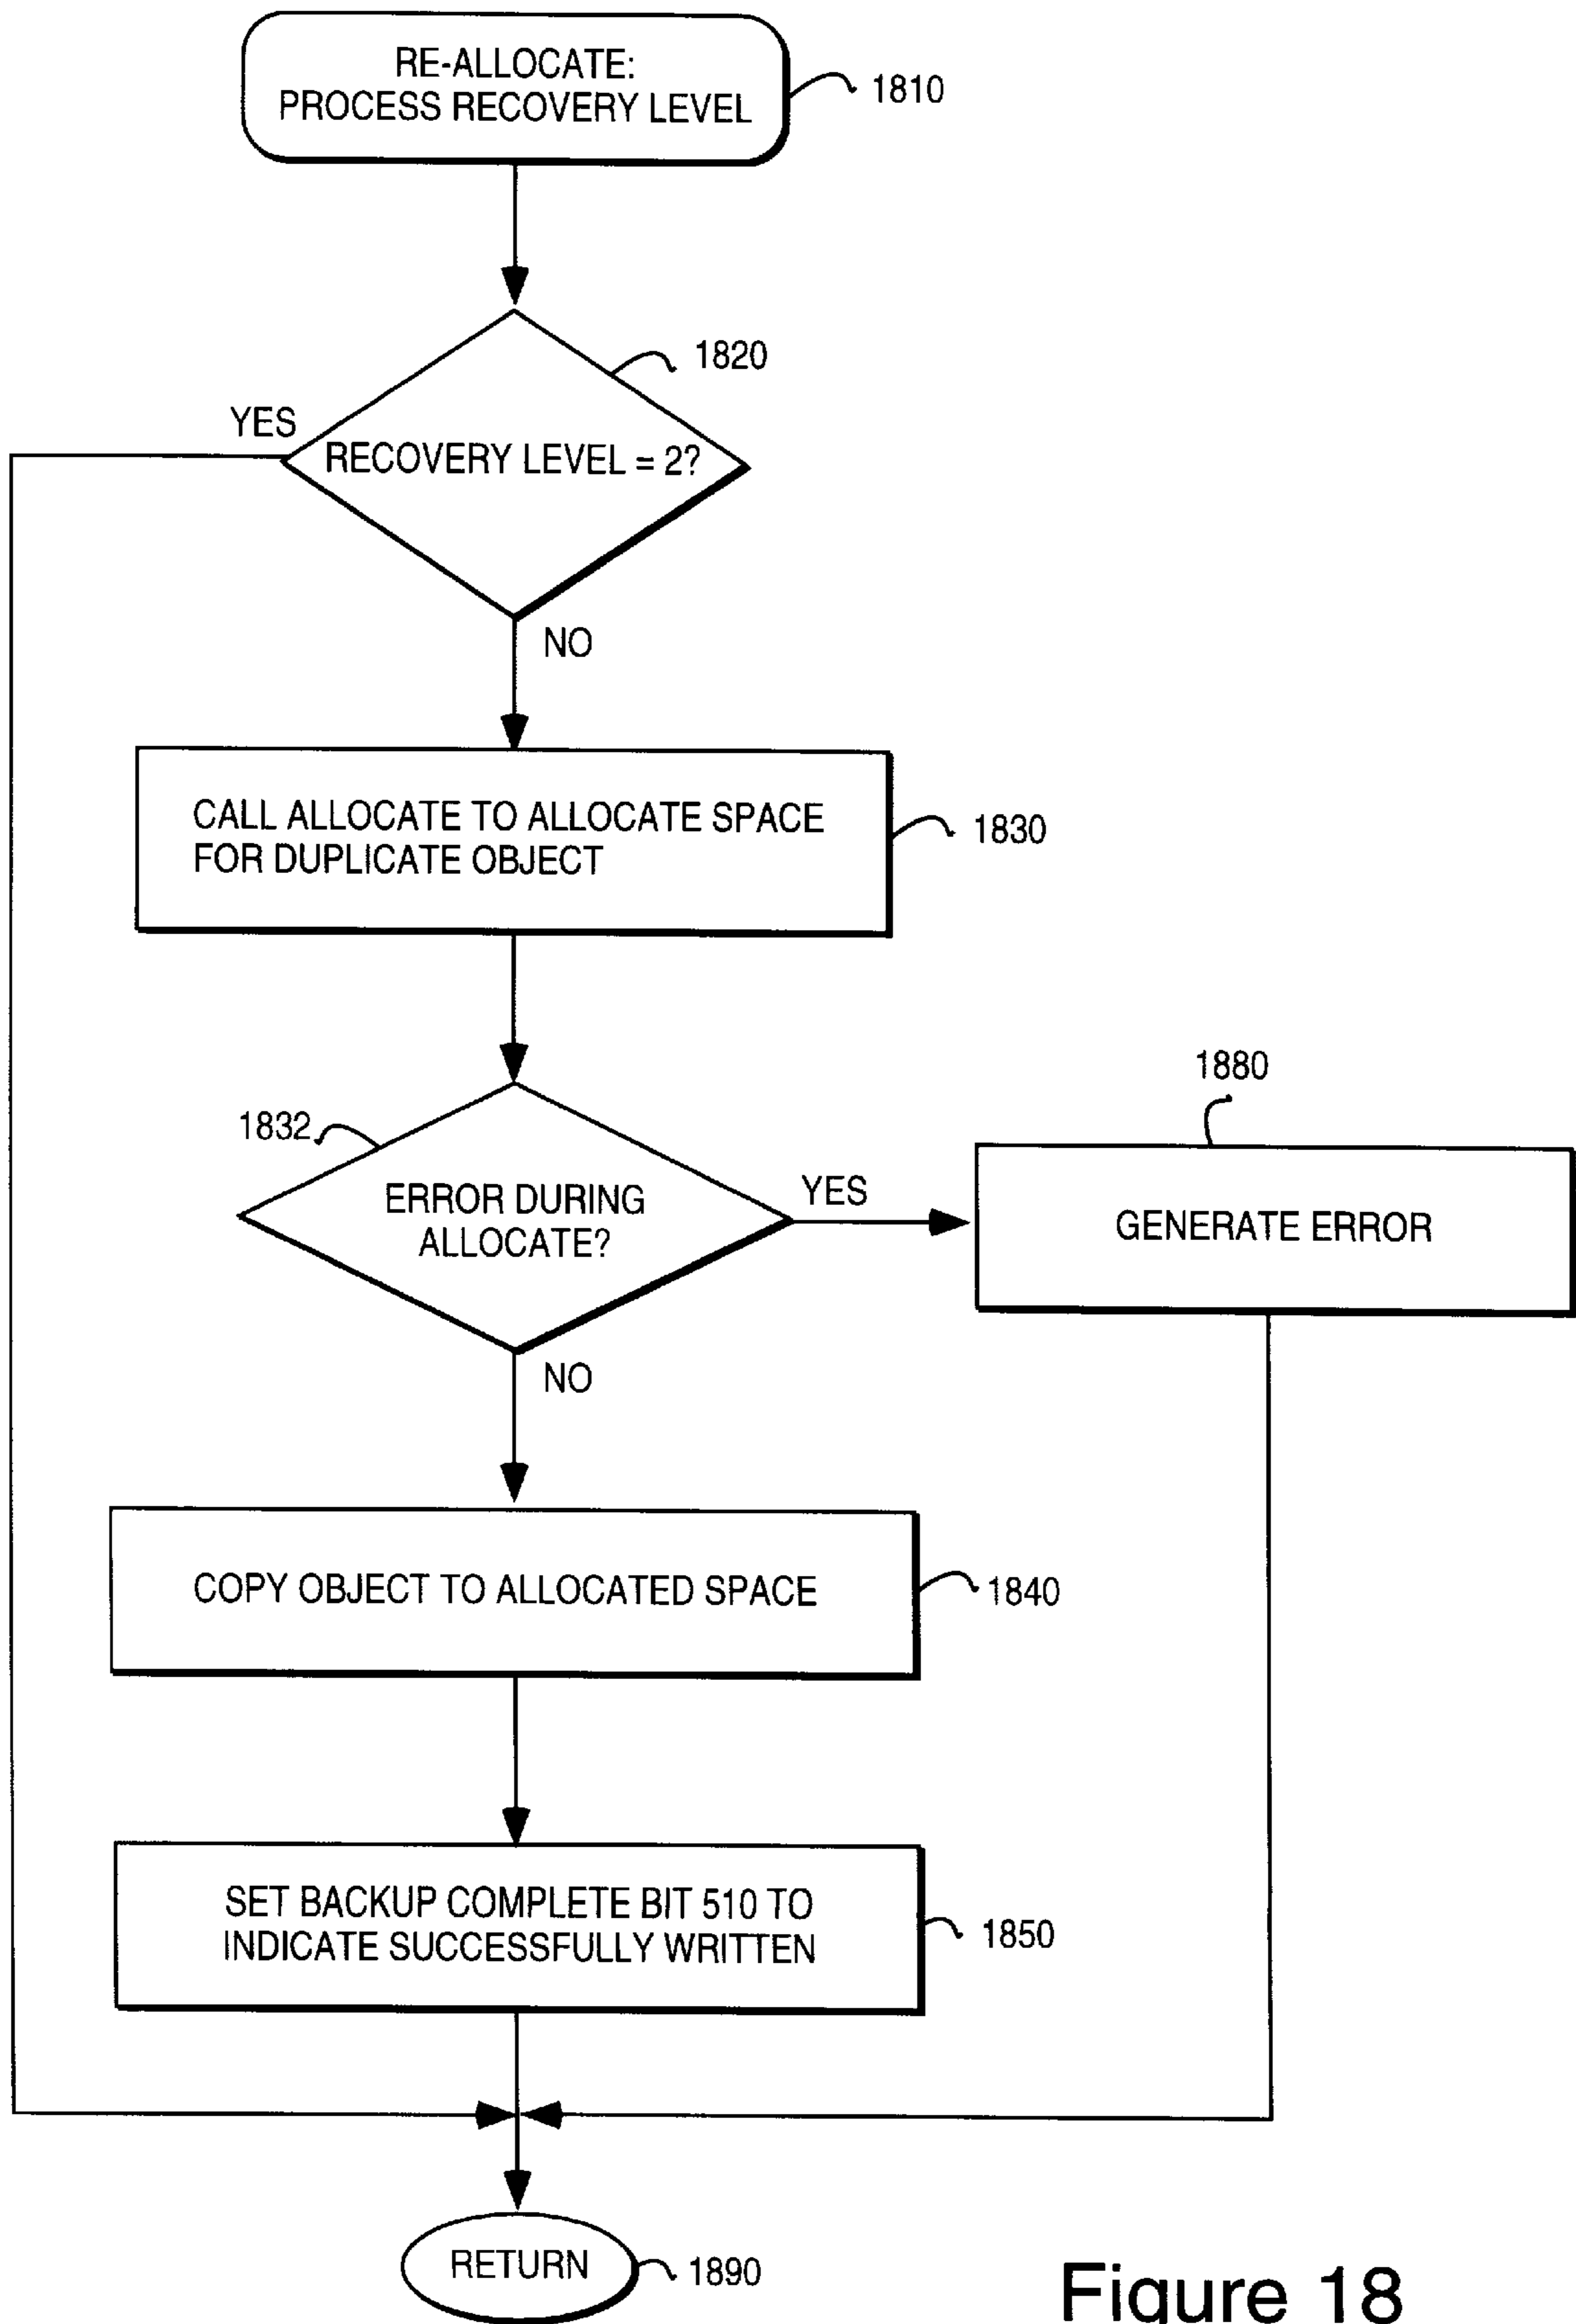 RE-ALLOCATE:
PROCESS RECOVERY LEVEL
1810
1820
YES
RECOVERY LEVEL = 2?
NO
CALL ALLOCATE TO ALLOCATE SPACE
FOR DUPLICATE OBJECT
1830
1880
1832
ERROR DURING
ALLOCATE?
YES
GENERATE ERROR
NO
COPY OBJECT TO ALLOCATED SPACE
1840
SET BACKUP COMPLETE BIT 510 TO
INDICATE SUCCESSFULLY WRITTEN
1850
RETURN
1890
Figure 18